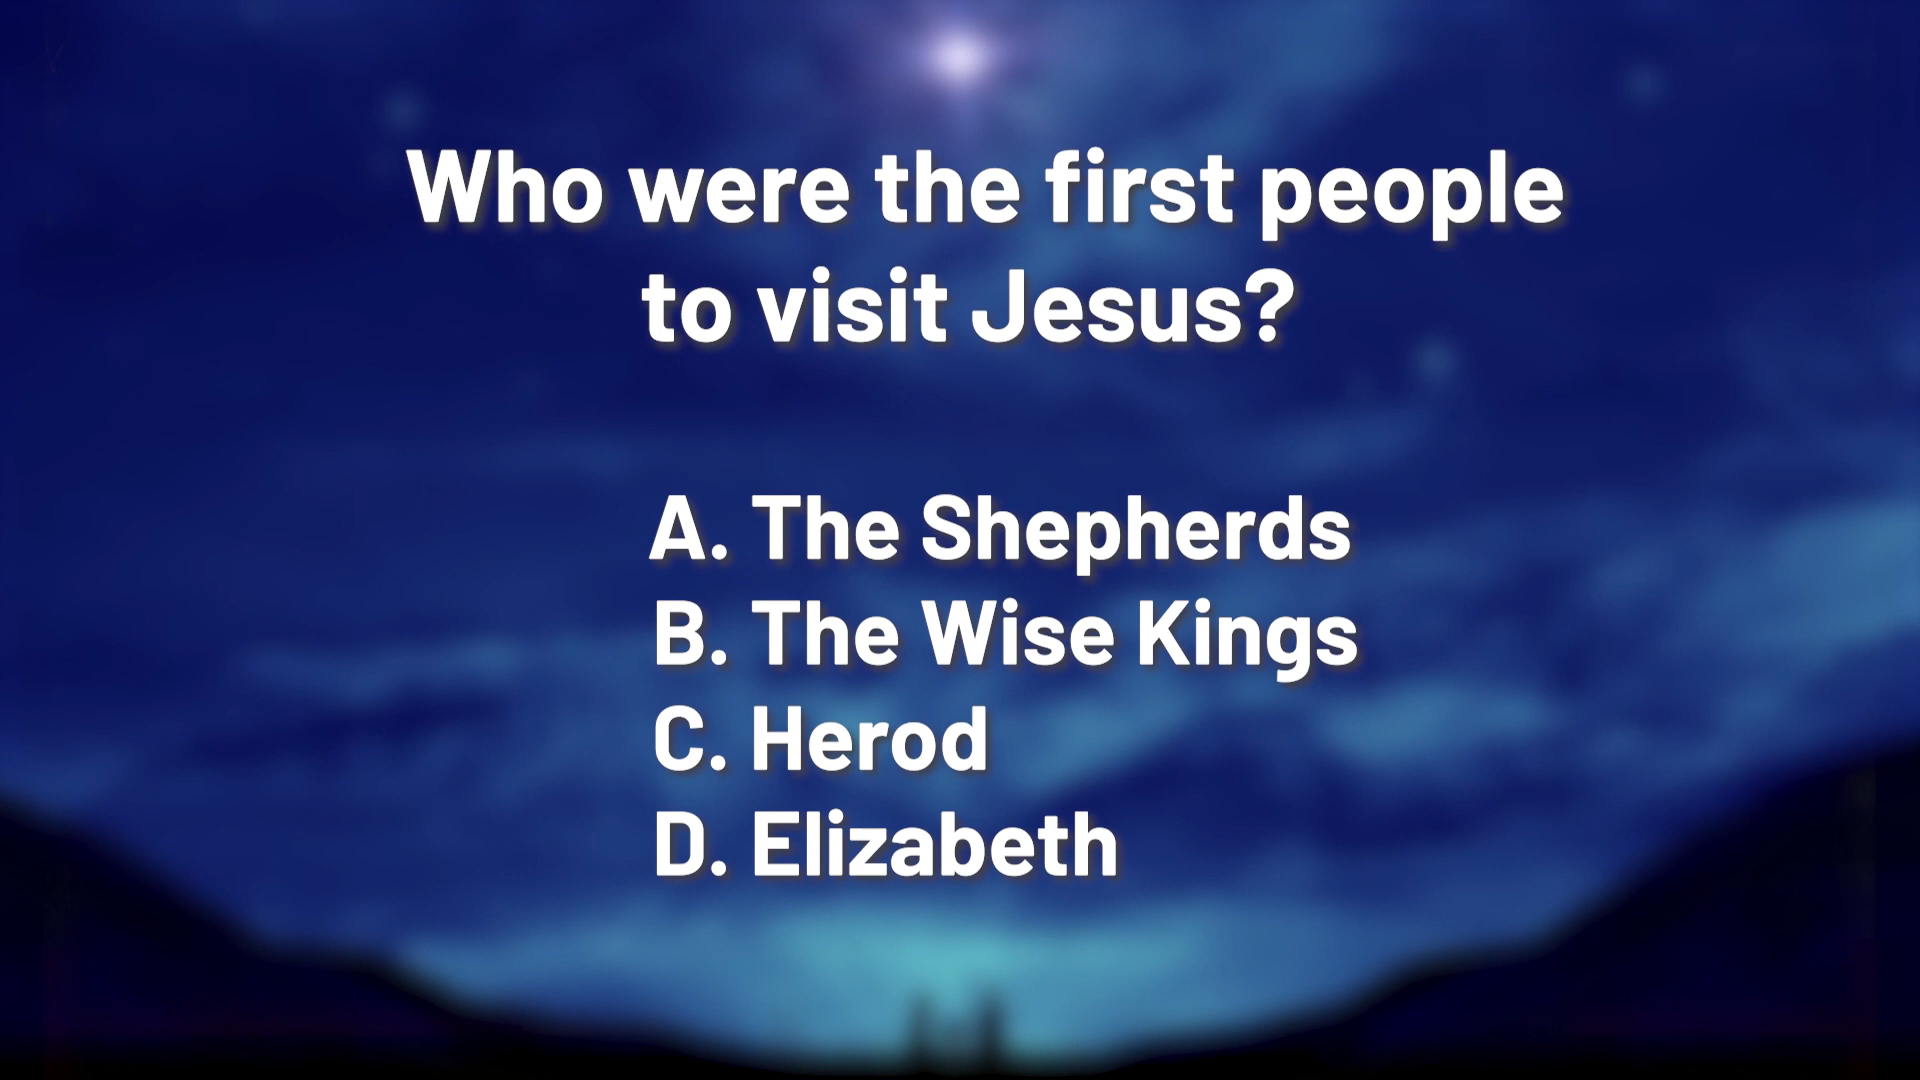 Who were the first people
to visit Jesus?
A. The Shepherds
B. The Wise Kings
C. Herod
D. Elizabeth